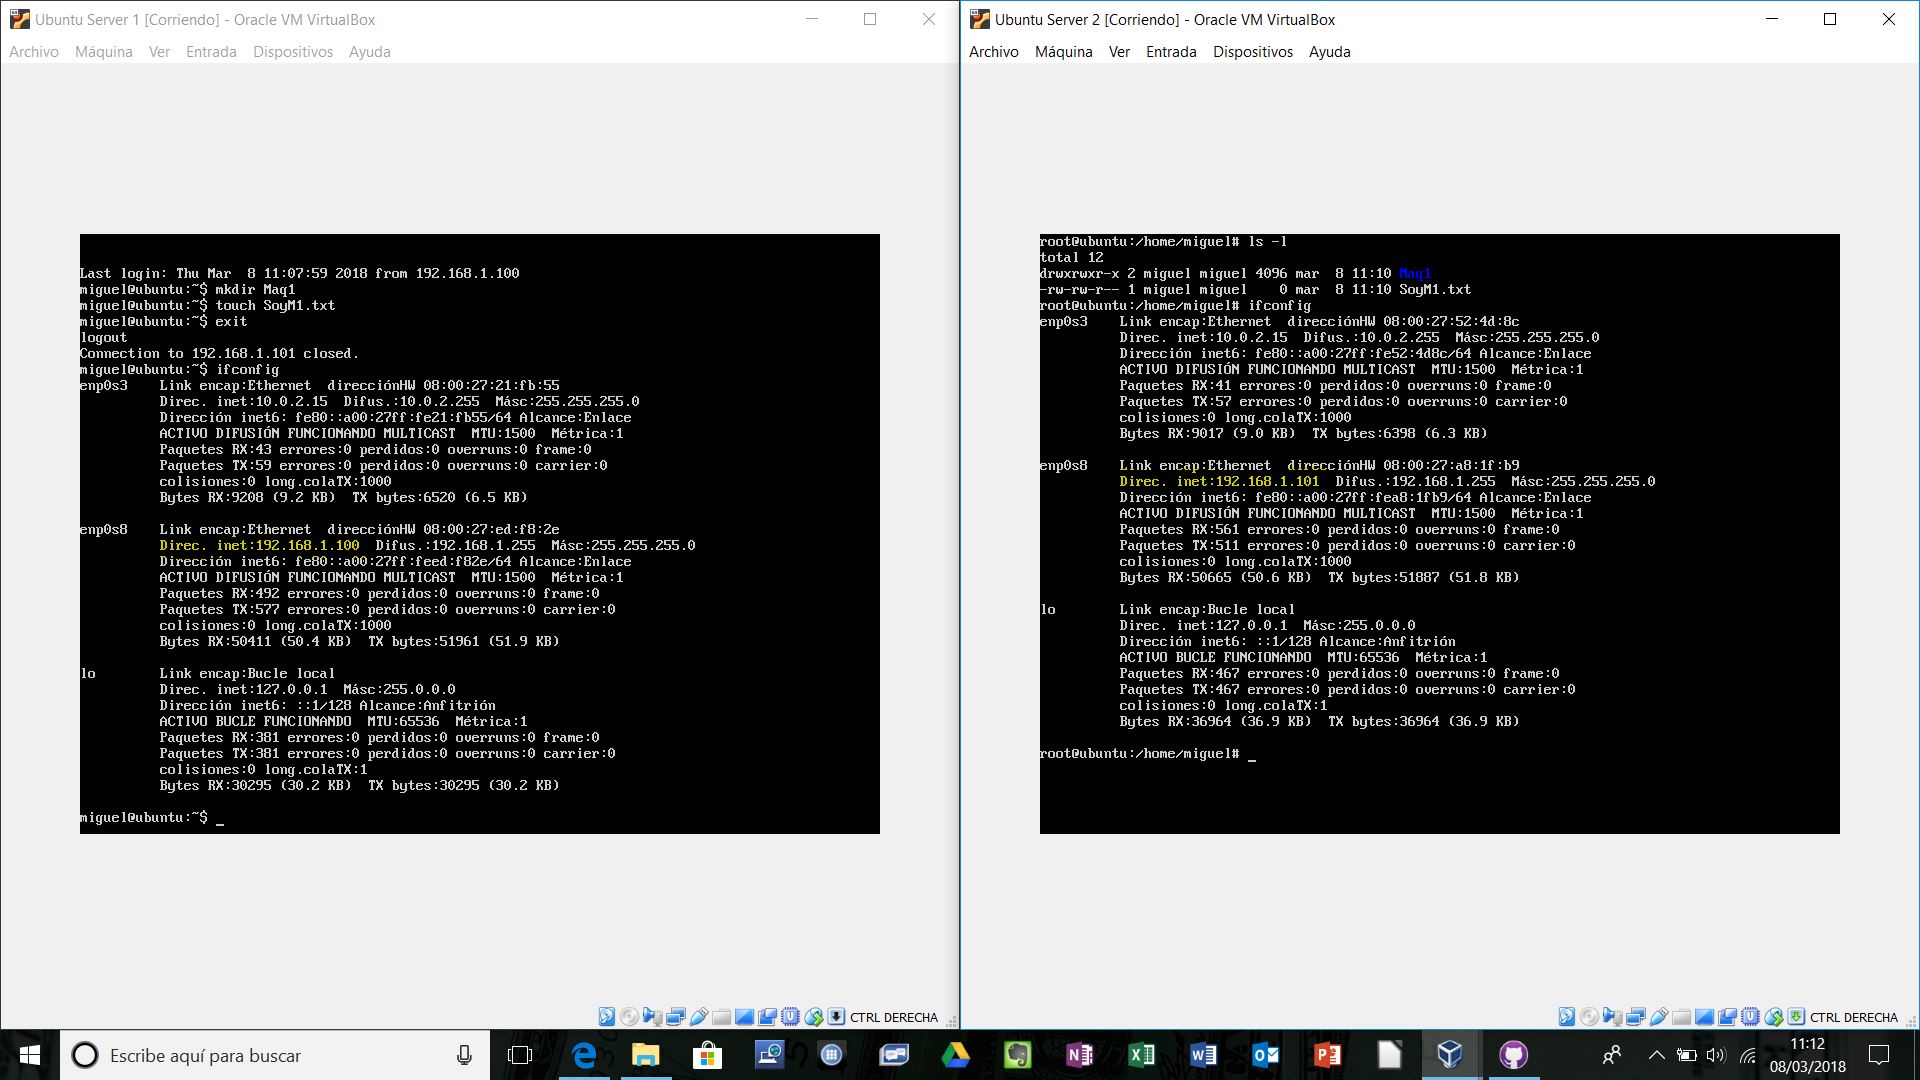 Ubuntu Server 1 [Corriendo] - Oracle VM VirtualBox
Archivo Máquina Ver Entrada Dispositivos Ayuda
Last login: Thu Mar  8 11:07:59 2018 from 192.168.1.100
miguel@ubuntu:~$ mkdir Maq1
miguel@ubuntu:~$ touch SoyM1.txt
miguel@ubuntu:~$ exit
logout
Connection to 192.168.1.101 closed.
miguel@ubuntu:~$ ifconfig
enp0s3    Link encap:Ethernet  direcciónHW 08:00:27:21:fb:55
          Direc. inet:10.0.2.15  Difus.:10.0.2.255  Másc:255.255.255.0
          Dirección inet6: fe80::a00:27ff:fe21:fb55/64 Alcance:Enlace
          ACTIVO DIFUSIÓN FUNCIONANDO MULTICAST  MTU:1500  Métrica:1
          Paquetes RX:43 errores:0 perdidos:0 overruns:0 frame:0
          Paquetes TX:59 errores:0 perdidos:0 overruns:0 carrier:0
          colisiones:0 long.colaTX:1000
          Bytes RX:9208 (9.2 KB)  TX bytes:6520 (6.5 KB)
enp0s8    Link encap:Ethernet  direcciónHW 08:00:27:ed:f8:2e
          Direc. inet:192.168.1.100  Difus.:192.168.1.255  Másc:255.255.255.0
          Dirección inet6: fe80::a00:27ff:feed:f82e/64 Alcance:Enlace
          ACTIVO DIFUSIÓN FUNCIONANDO MULTICAST  MTU:1500  Métrica:1
          Paquetes RX:492 errores:0 perdidos:0 overruns:0 frame:0
          Paquetes TX:577 errores:0 perdidos:0 overruns:0 carrier:0
          colisiones:0 long.colaTX:1000
          Bytes RX:50411 (50.4 KB)  TX bytes:51961 (51.9 KB)
lo        Link encap:Bucle local
          Direc. inet:127.0.0.1  Másc:255.0.0.0
          Dirección inet6: ::1/128 Alcance:Anfitrión
          ACTIVO BUCLE FUNCIONANDO  MTU:65536  Métrica:1
          Paquetes RX:381 errores:0 perdidos:0 overruns:0 frame:0
          Paquetes TX:381 errores:0 perdidos:0 overruns:0 carrier:0
          colisiones:0 long.colaTX:1
          Bytes RX:30295 (30.2 KB)  TX bytes:30295 (30.2 KB)
miguel@ubuntu:~$ _
CTRL DERECHA
Ubuntu Server 2 [Corriendo] - Oracle VM VirtualBox
Archivo Máquina Ver Entrada Dispositivos Ayuda
root@ubuntu:/home/miguel# ls -l
total 12
drwxrwxr-x 2 miguel miguel 4096 mar  8 11:10 Maq1
-rw-rw-r-- 1 miguel miguel    0 mar  8 11:10 SoyM1.txt
root@ubuntu:/home/miguel# ifconfig
enp0s3    Link encap:Ethernet  direcciónHW 08:00:27:52:4d:8c
          Direc. inet:10.0.2.15  Difus.:10.0.2.255  Másc:255.255.255.0
          Dirección inet6: fe80::a00:27ff:fe52:4d8c/64 Alcance:Enlace
          ACTIVO DIFUSIÓN FUNCIONANDO MULTICAST  MTU:1500  Métrica:1
          Paquetes RX:41 errores:0 perdidos:0 overruns:0 frame:0
          Paquetes TX:57 errores:0 perdidos:0 overruns:0 carrier:0
          colisiones:0 long.colaTX:1000
          Bytes RX:9017 (9.0 KB)  TX bytes:6398 (6.3 KB)
enp0s8    Link encap:Ethernet  direcciónHW 08:00:27:a8:1f:b9
          Direc. inet:192.168.1.101  Difus.:192.168.1.255  Másc:255.255.255.0
          Dirección inet6: fe80::a00:27ff:fea8:1fb9/64 Alcance:Enlace
          ACTIVO DIFUSIÓN FUNCIONANDO MULTICAST  MTU:1500  Métrica:1
          Paquetes RX:561 errores:0 perdidos:0 overruns:0 frame:0
          Paquetes TX:511 errores:0 perdidos:0 overruns:0 carrier:0
          colisiones:0 long.colaTX:1000
          Bytes RX:50665 (50.6 KB)  TX bytes:51887 (51.8 KB)
lo        Link encap:Bucle local
          Direc. inet:127.0.0.1  Másc:255.0.0.0
          Dirección inet6: ::1/128 Alcance:Anfitrión
          ACTIVO BUCLE FUNCIONANDO  MTU:65536  Métrica:1
          Paquetes RX:467 errores:0 perdidos:0 overruns:0 frame:0
          Paquetes TX:467 errores:0 perdidos:0 overruns:0 carrier:0
          colisiones:0 long.colaTX:1
          Bytes RX:36964 (36.9 KB)  TX bytes:36964 (36.9 KB)
root@ubuntu:/home/miguel# _
CTRL DERECHA
Escribe aquí para buscar
11:12
08/03/2018